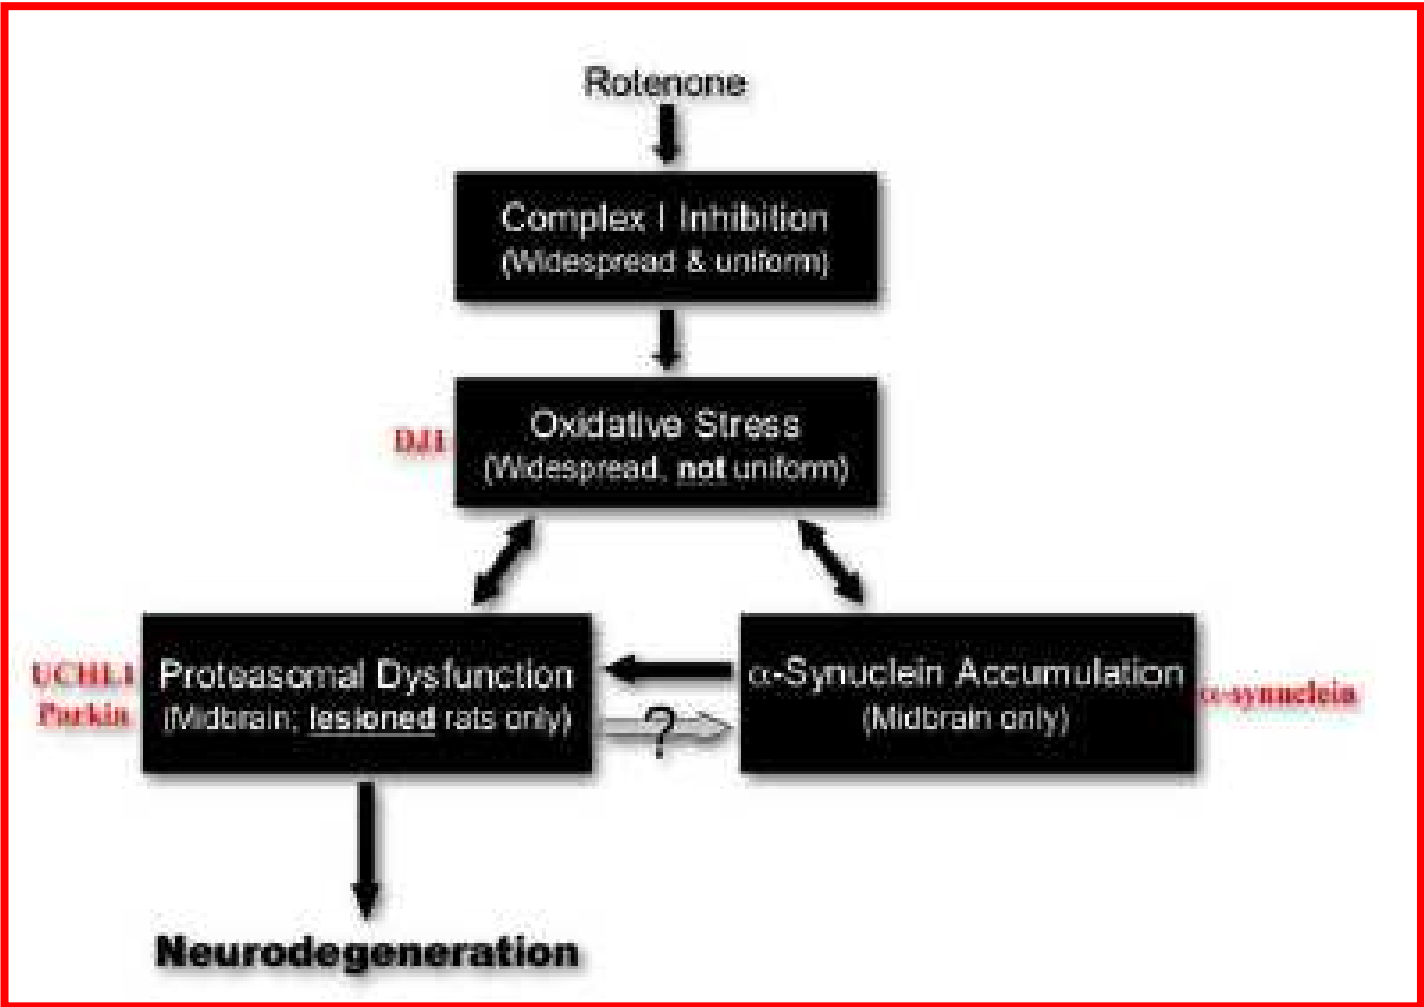 Rotenone
Complex I Inhibition
(Widespread & uniform)
Oxidative Stress
(Widespread, not uniform)
DJ1
UCHL1
Parkin
Proteasomal Dysfunction
(Midbrain; lesioned rats only)
?
α-Synuclein Accumulation
(Midbrain only)
α-synuclein
Neurodegeneration